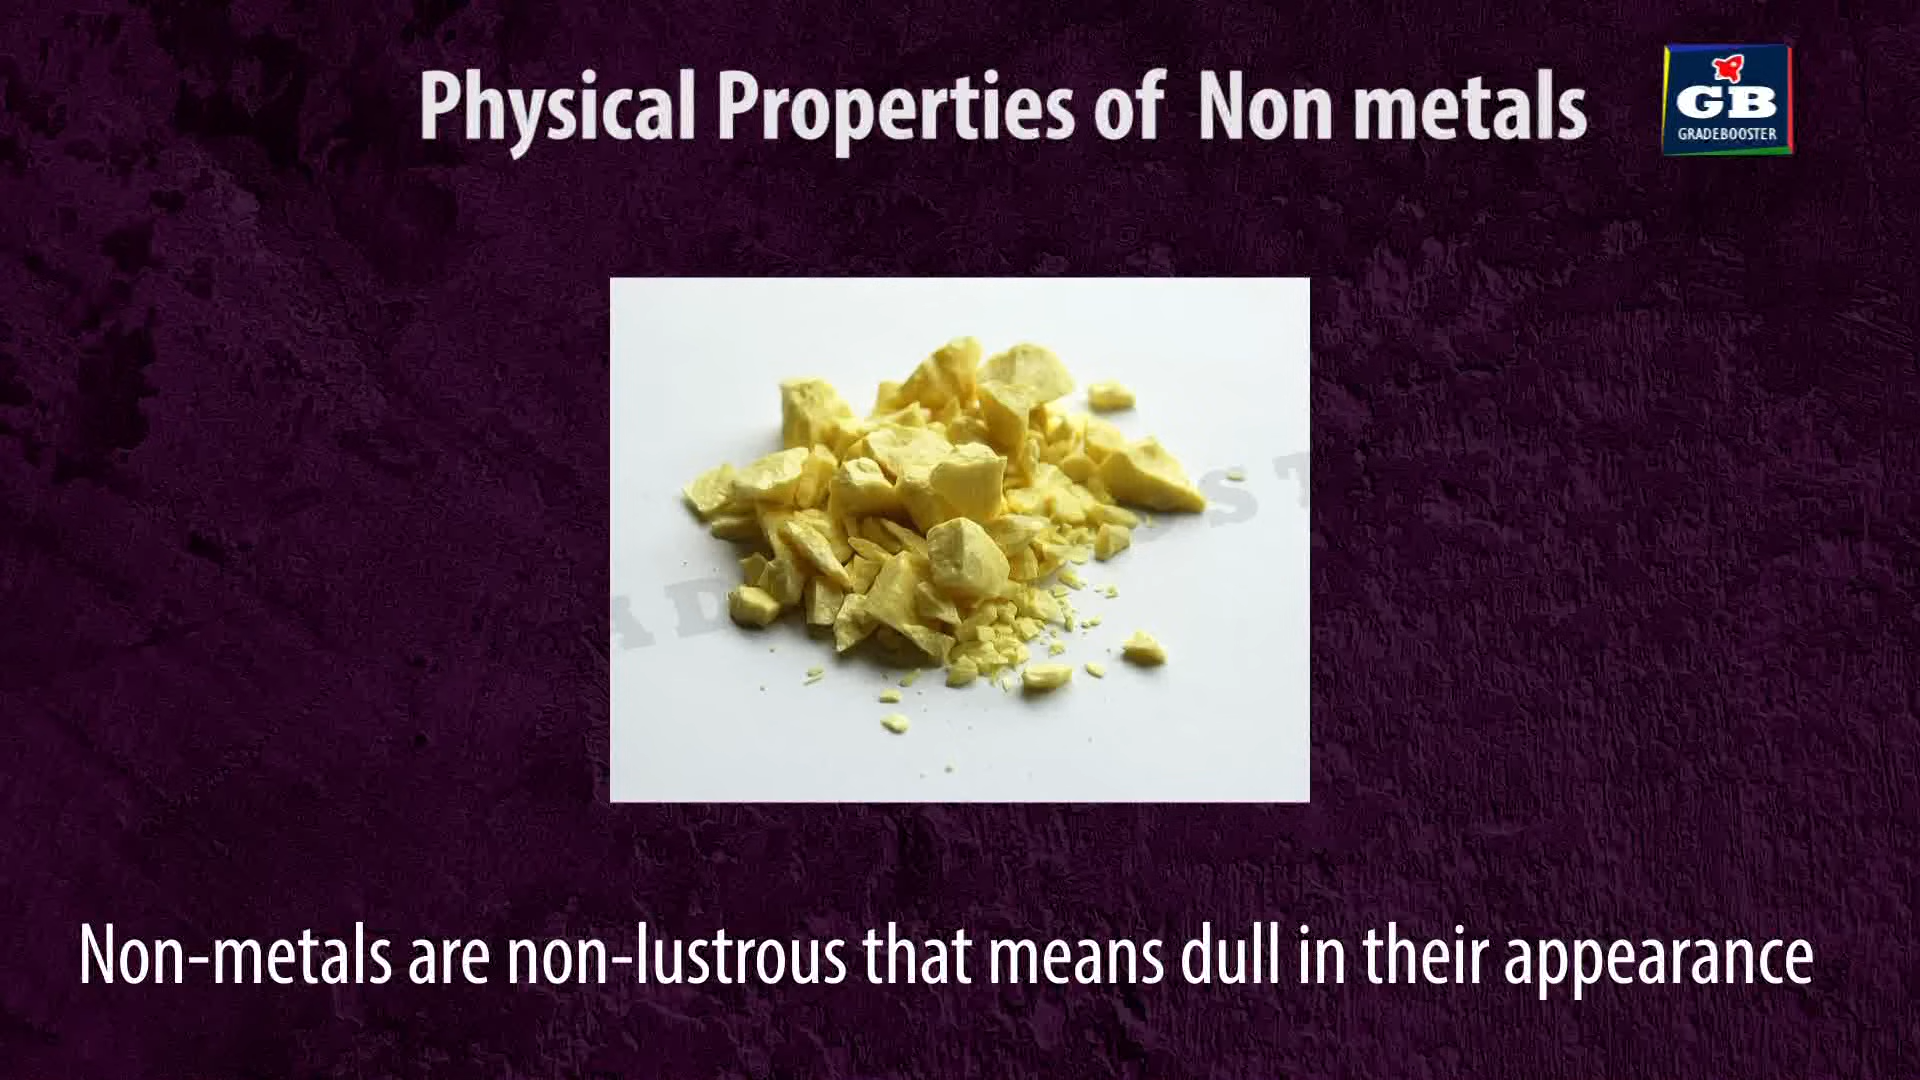 Physical Properties of Non metals
GB
GRADEBOOSTER
Non-metals are non-lustrous that means dull in their appearance